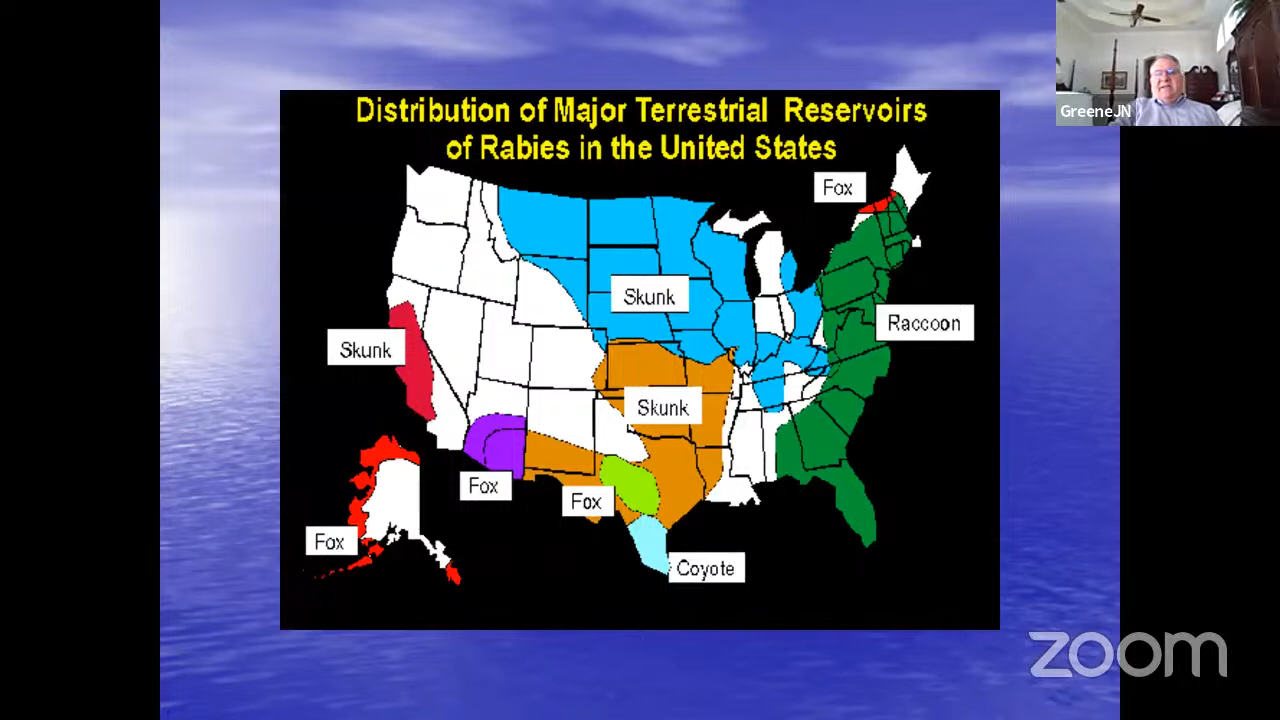 Distribution of Major Terrestrial Reservoirs
of Rabies in the United States
GreeneJN
Fox
Skunk
Raccoon
Skunk
Skunk
Fox
Fox
Fox
Coyote
zoom